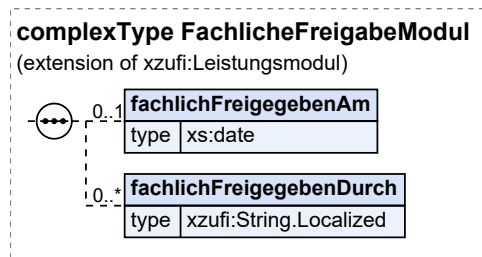 complexType FachlicheFreigabeModul
(extension of xzufi:Leistungsmodul)
0..1
fachlichFreigegebenAm
type xs:date
0..*
fachlichFreigegebenDurch
type xzufi:String.Localized